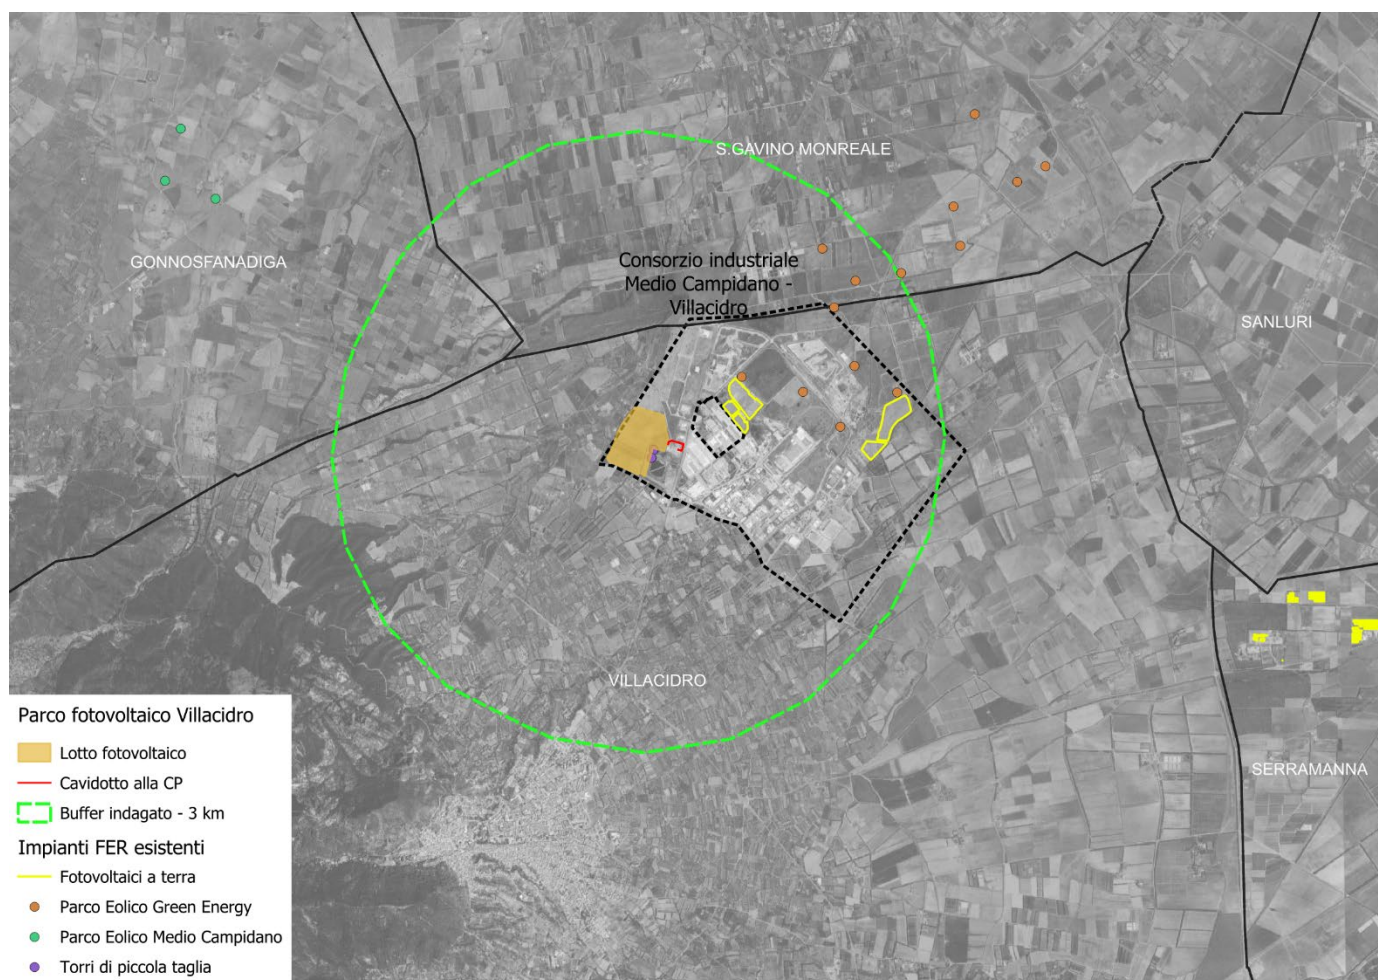 S.GAVINO MONREALE
GONNOSFANADIGA
Consorzio industriale
Medio Campidano -
Villacidro
SANLURI
VILLACIDRO
SERRAMANNA
Parco fotovoltaico Villacidro
Lotto fotovoltaico
Cavidotto alla CP
Buffer indagato - 3 km
Impianti FER esistenti
Fotovoltaici a terra
Parco Eolico Green Energy
Parco Eolico Medio Campidano
Torri di piccola taglia